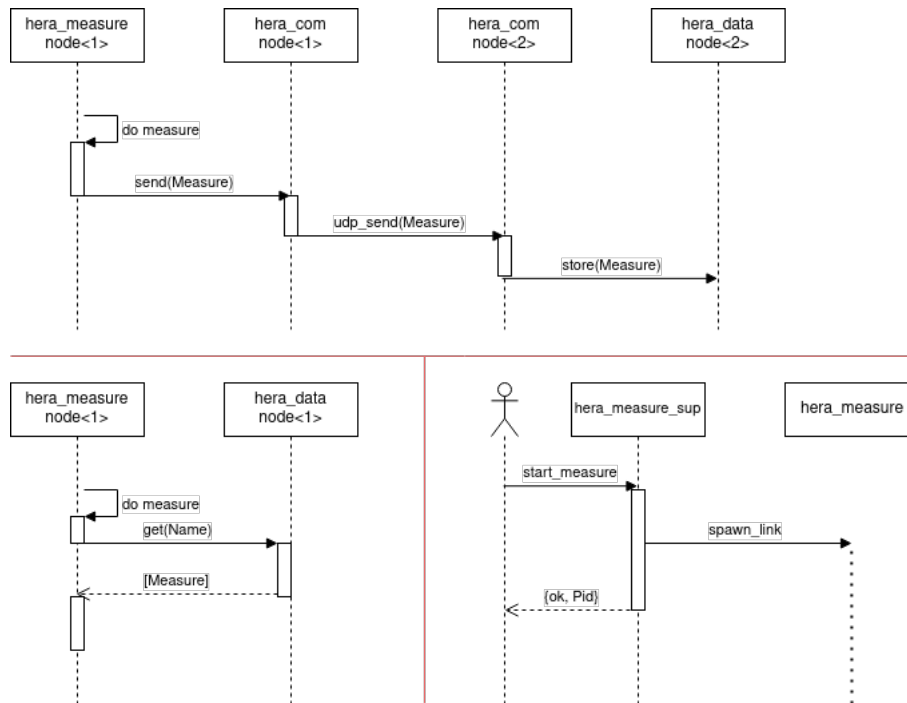 hera_measure
node<1>
hera_com
node<1>
hera_com
node<2>
hera_data
node<2>
do measure
send(Measure)
udp_send(Measure)
store(Measure)
hera_measure
node<1>
hera_data
node<1>
do measure
get(Name)
[Measure]
hera_measure_sup
hera_measure
start_measure
spawn_link
{ok, Pid}